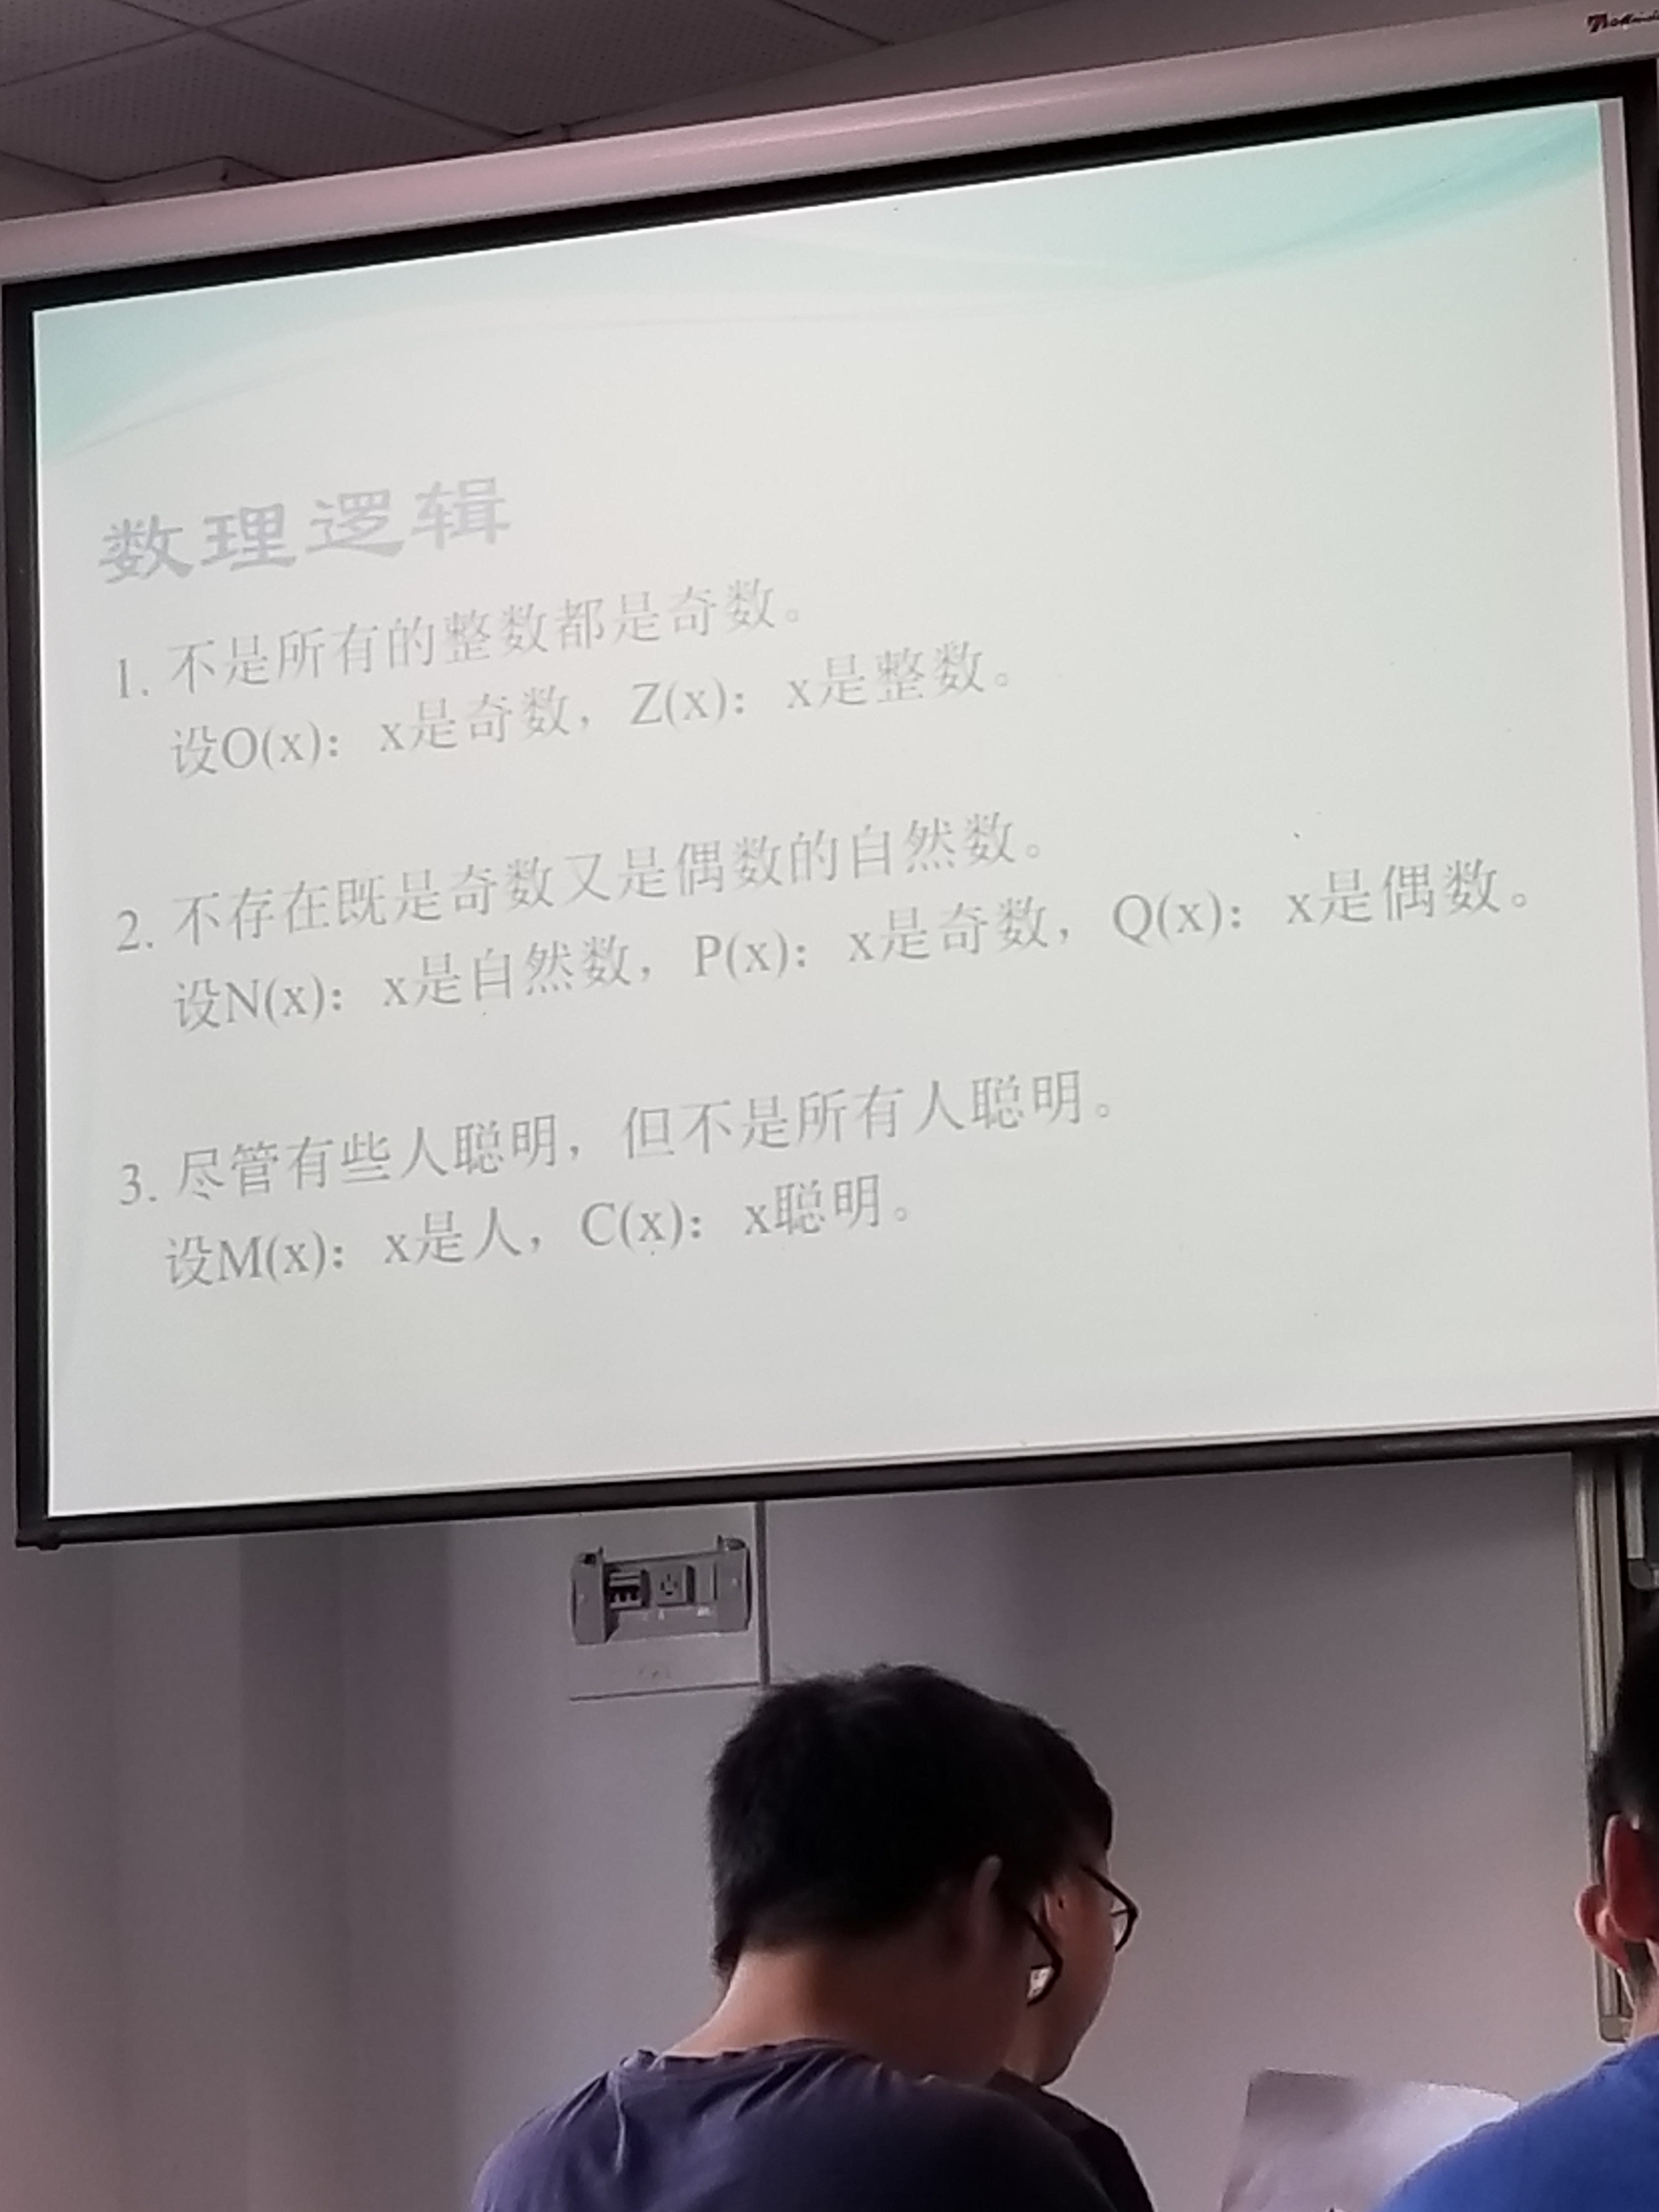 数理逻辑
1. 不是所有的整数都是奇数。
设O(x)：x是奇数，Z(x)：x是整数。
2. 不存在既是奇数又是偶数的自然数。
设N(x)：x是自然数，P(x)：x是奇数，Q(x)：x是偶数。
3. 尽管有些人聪明，但不是所有人聪明。
设M(x)：x是人，C(x)：x聪明。